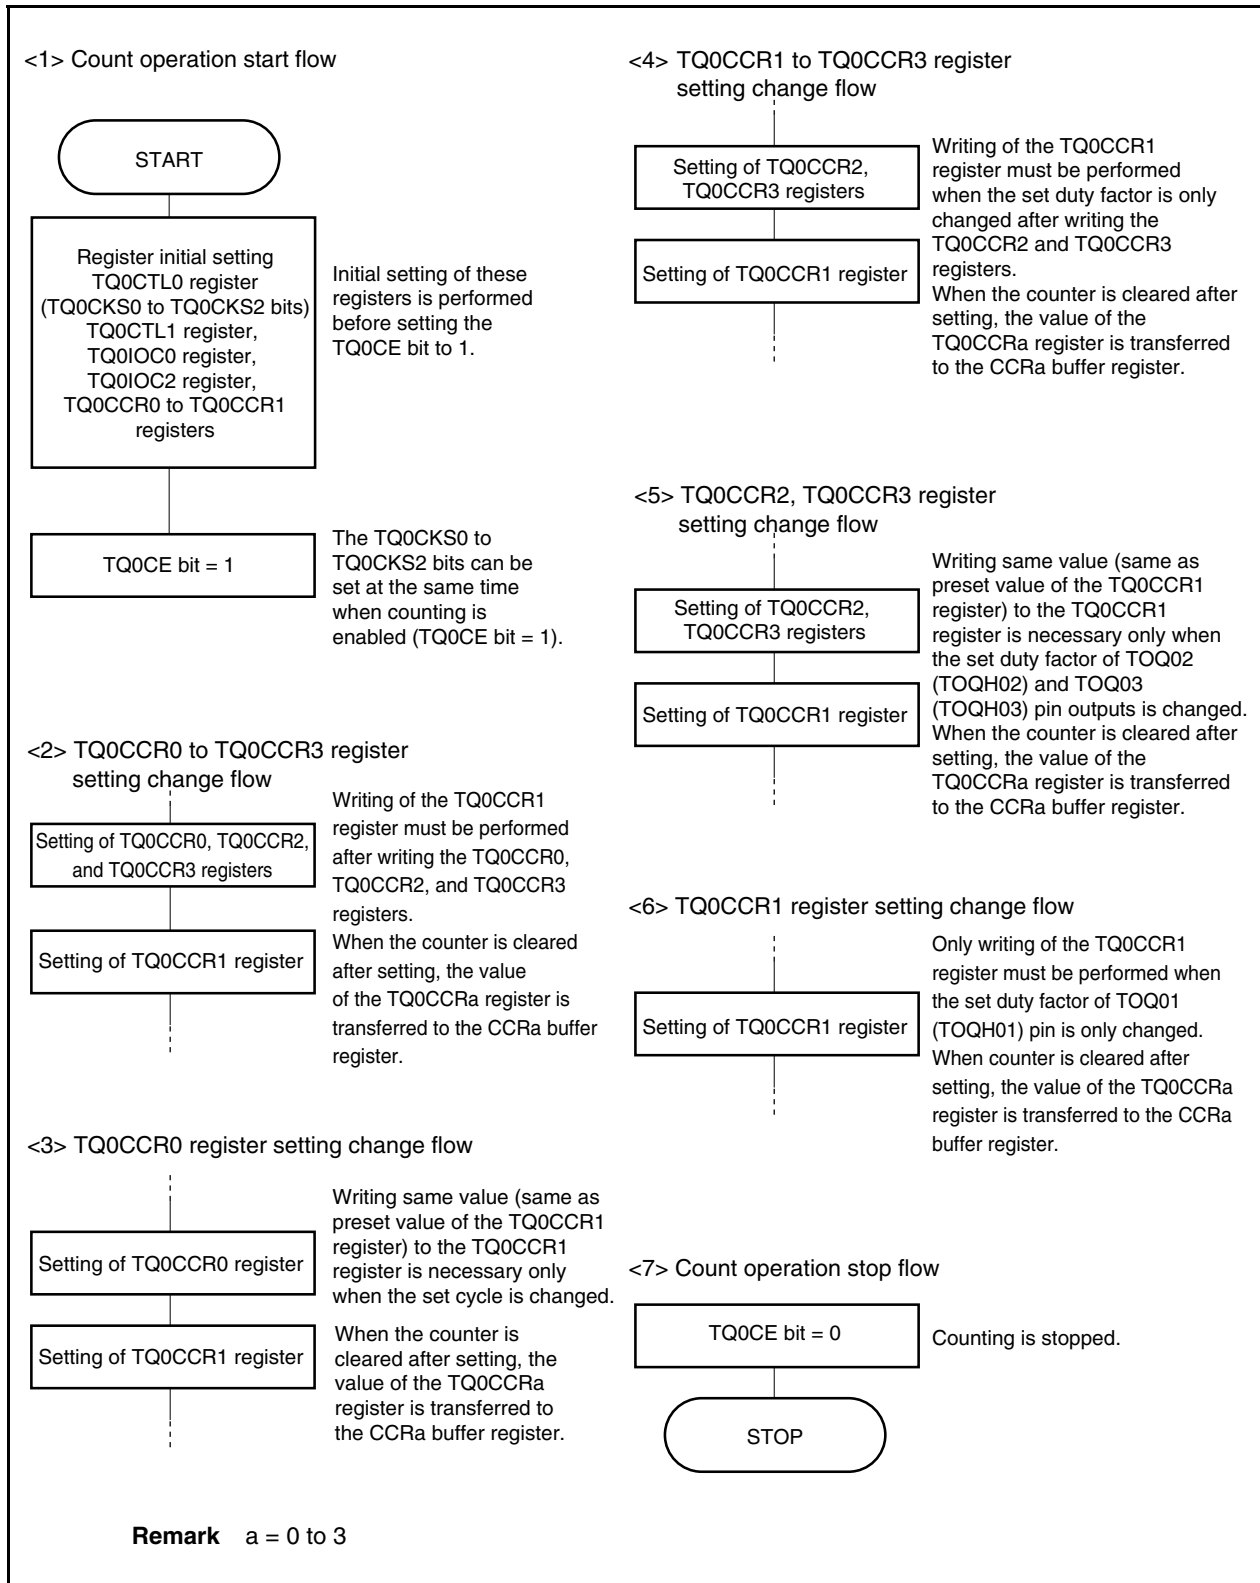 <1> Count operation start flow
START
Register initial setting
TQ0CTL0 register
(TQ0CKS0 to TQ0CKS2 bits)
TQ0CTL1 register,
TQ0IOC0 register,
TQ0IOC2 register,
TQ0CCR0 to TQ0CCR1
registers
Initial setting of these
registers is performed
before setting the
TQ0CE bit to 1.
TQ0CE bit = 1
The TQ0CKS0 to
TQ0CKS2 bits can be
set at the same time
when counting is
enabled (TQ0CE bit = 1).
<2> TQ0CCR0 to TQ0CCR3 register
setting change flow
Setting of TQ0CCR0, TQ0CCR2,
and TQ0CCR3 registers
Setting of TQ0CCR1 register
Writing of the TQ0CCR1
register must be performed
after writing the TQ0CCR0,
TQ0CCR2, and TQ0CCR3
registers.
When the counter is cleared
after setting, the value
of the TQ0CCRa register is
transferred to the CCRa buffer
register.
<3> TQ0CCR0 register setting change flow
Setting of TQ0CCR0 register
Setting of TQ0CCR1 register
Writing same value (same as
preset value of the TQ0CCR1
register) to the TQ0CCR1
register is necessary only
when the set cycle is changed.
When the counter is
cleared after setting, the
value of the TQ0CCRa
register is transferred to
the CCRa buffer register.
<4> TQ0CCR1 to TQ0CCR3 register
setting change flow
Setting of TQ0CCR2,
TQ0CCR3 registers
Setting of TQ0CCR1 register
Writing of the TQ0CCR1
register must be performed
when the set duty factor is only
changed after writing the
TQ0CCR2 and TQ0CCR3
registers.
When the counter is cleared after
setting, the value of the
TQ0CCRa register is transferred
to the CCRa buffer register.
<5> TQ0CCR2, TQ0CCR3 register
setting change flow
Setting of TQ0CCR2,
TQ0CCR3 registers
Setting of TQ0CCR1 register
Writing same value (same as
preset value of the TQ0CCR1
register) to the TQ0CCR1
register is necessary only when
the set duty factor of TOQ02
(TOQH02) and TOQ03
(TOQH03) pin outputs is changed.
When the counter is cleared after
setting, the value of the
TQ0CCRa register is transferred
to the CCRa buffer register.
<6> TQ0CCR1 register setting change flow
Setting of TQ0CCR1 register
Only writing of the TQ0CCR1
register must be performed when
the set duty factor of TOQ01
(TOQH01) pin is only changed.
When counter is cleared after
setting, the value of the TQ0CCRa
register is transferred to the CCRa
buffer register.
<7> Count operation stop flow
TQ0CE bit = 0
Counting is stopped.
STOP
Remark a = 0 to 3